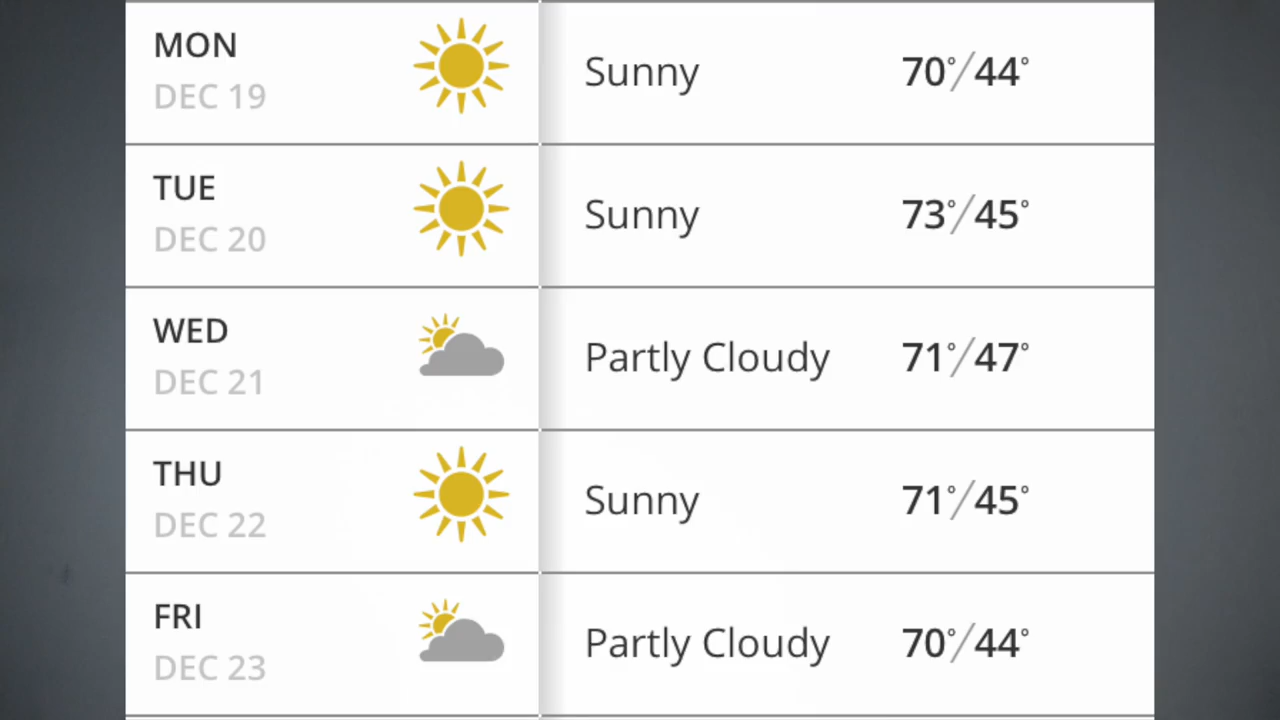 MON
DEC 19
Sunny 70°/44°
TUE
DEC 20
Sunny 73°/45°
WED
DEC 21
Partly Cloudy 71°/47°
THU
DEC 22
Sunny 71°/45°
FRI
DEC 23
Partly Cloudy 70°/44°